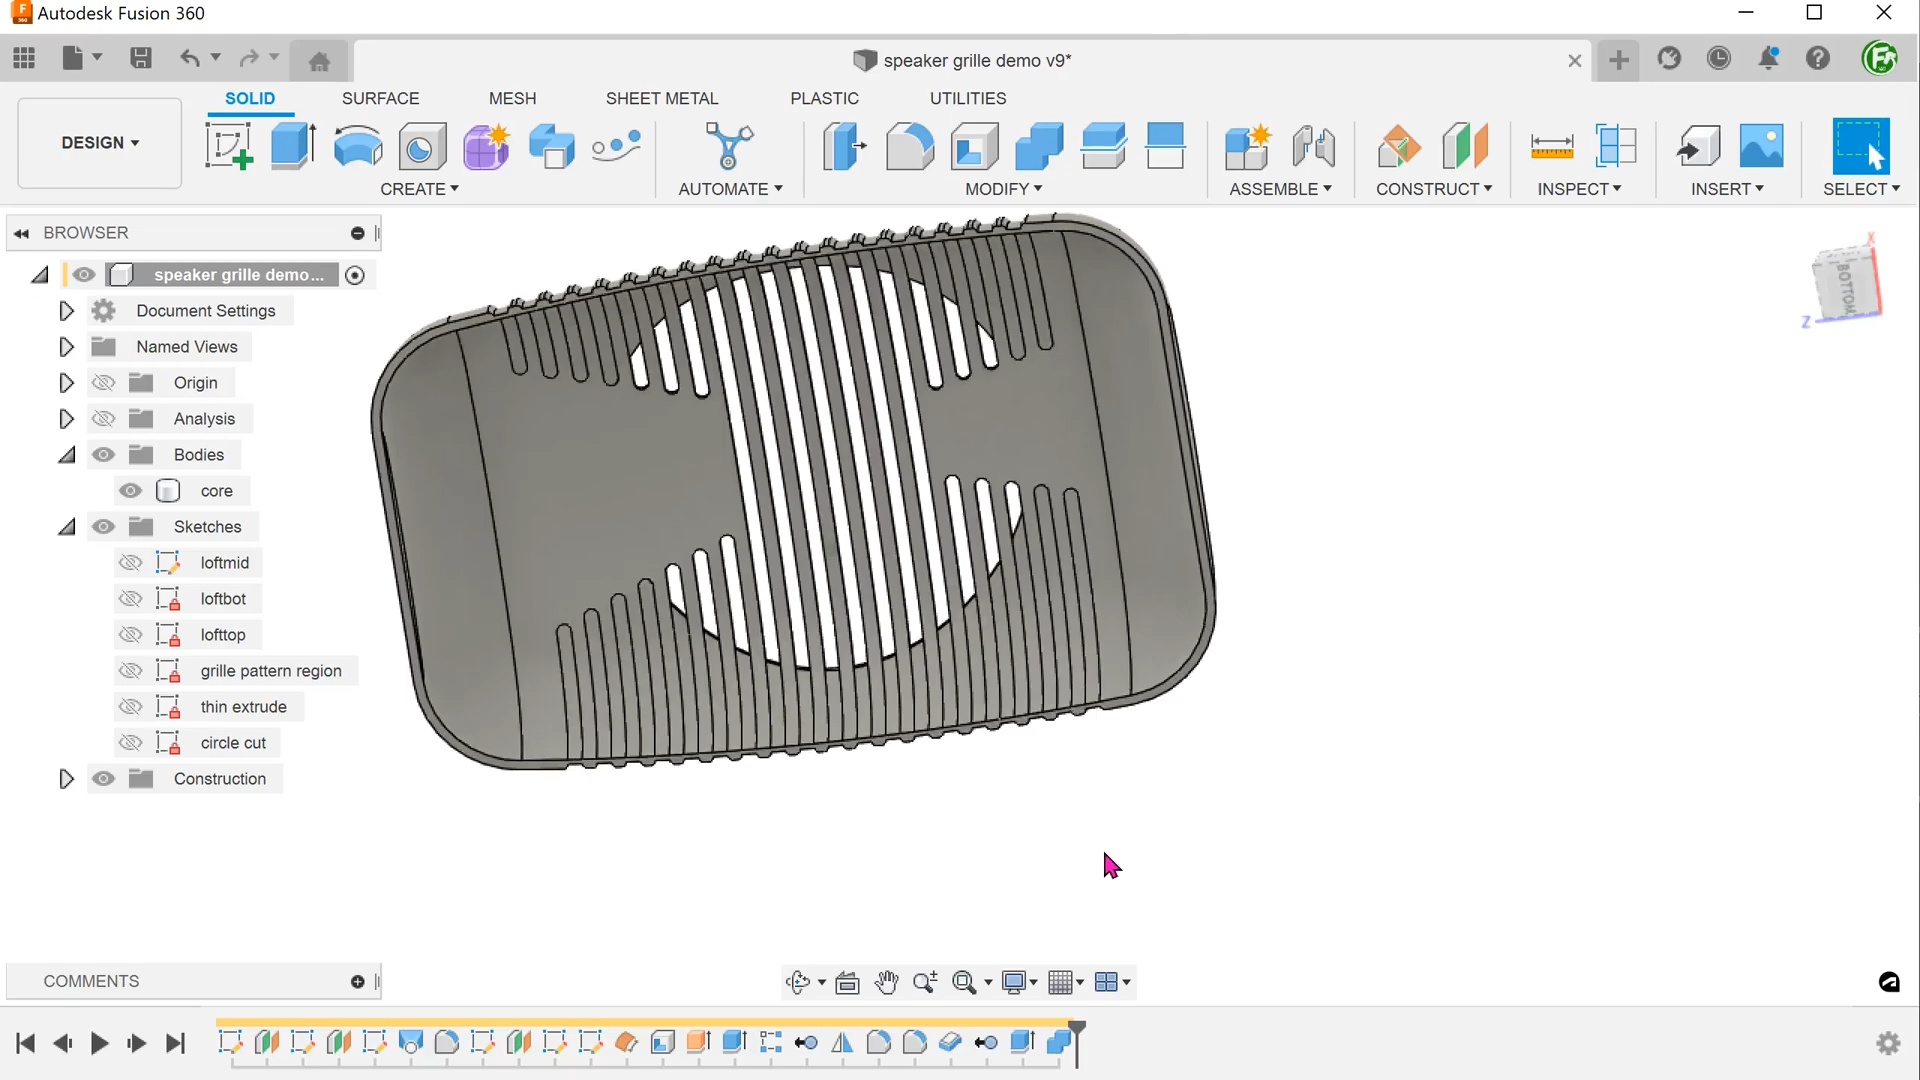 Autodesk Fusion 360
speaker grille demo v9*
SOLID
SURFACE
MESH
SHEET METAL
PLASTIC
UTILITIES
DESIGN
CREATE
AUTOMATE
MODIFY
ASSEMBLE
CONSTRUCT
INSPECT
INSERT
SELECT
BROWSER
speaker grille demo...
Document Settings
Named Views
Origin
Analysis
Bodies
core
Sketches
loftmid
loftbot
lofttop
grille pattern region
thin extrude
circle cut
Construction
X
BOTTOM
Z
COMMENTS